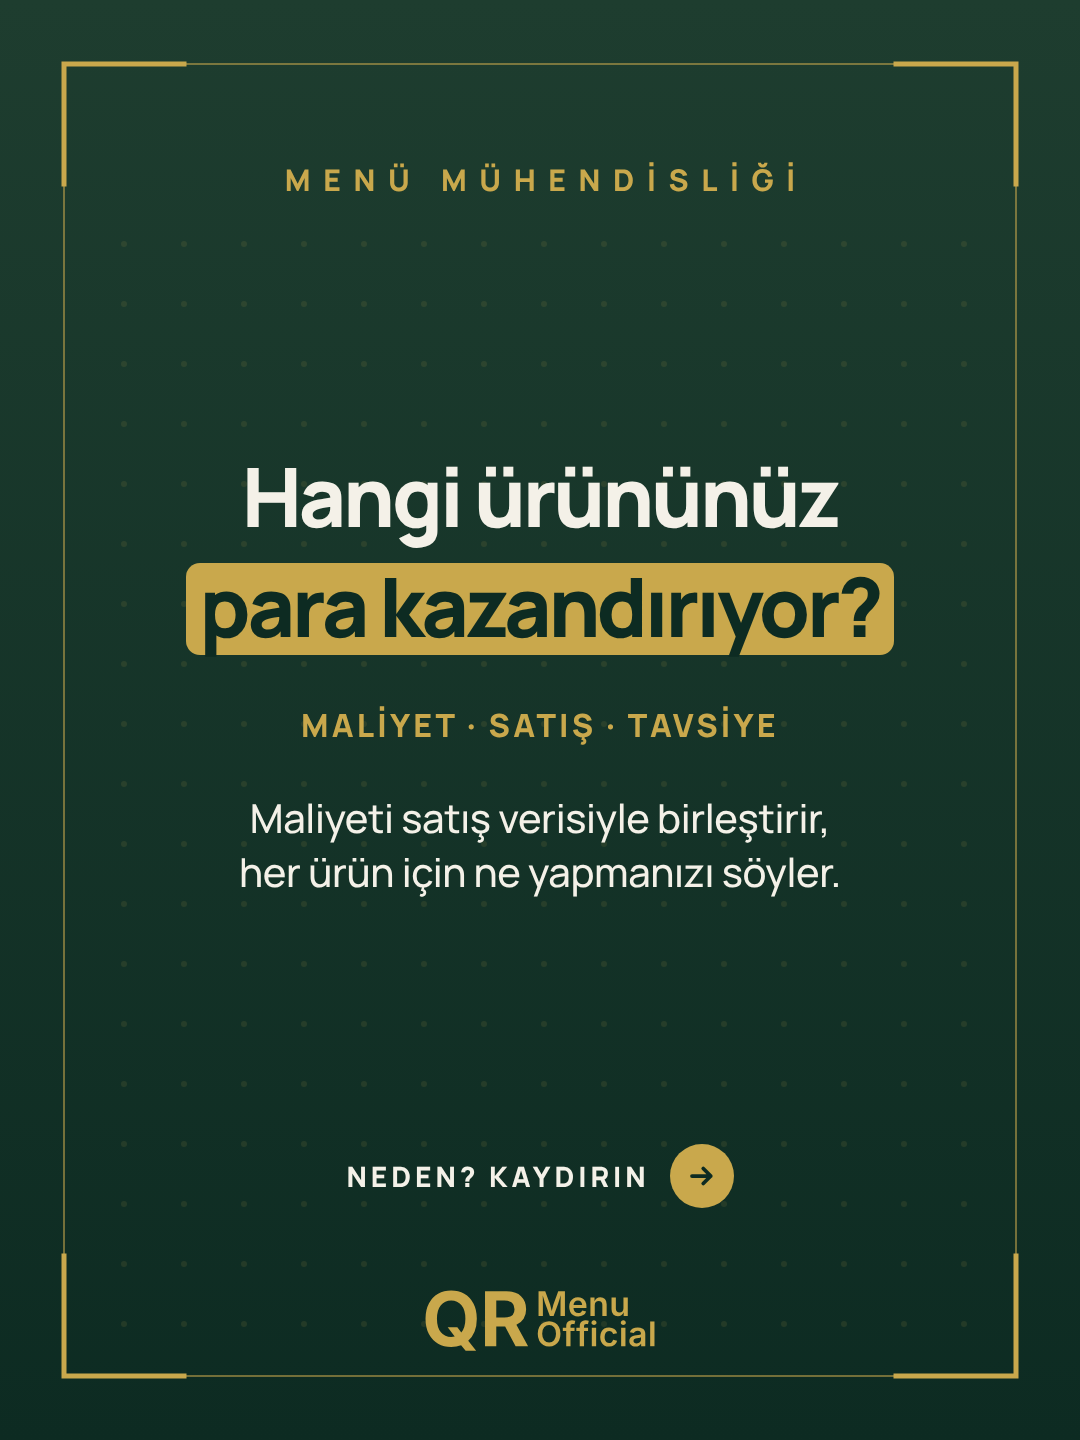 MENÜ MÜHENDİSLİĞİ
Hangi ürününüz
para kazandırıyor?
MALİYET · SATIŞ · TAVSİYE
Maliyeti satış verisiyle birleştirir,
her ürün için ne yapmanızı söyler.
NEDEN? KAYDIRIN →
QR Menu
Official